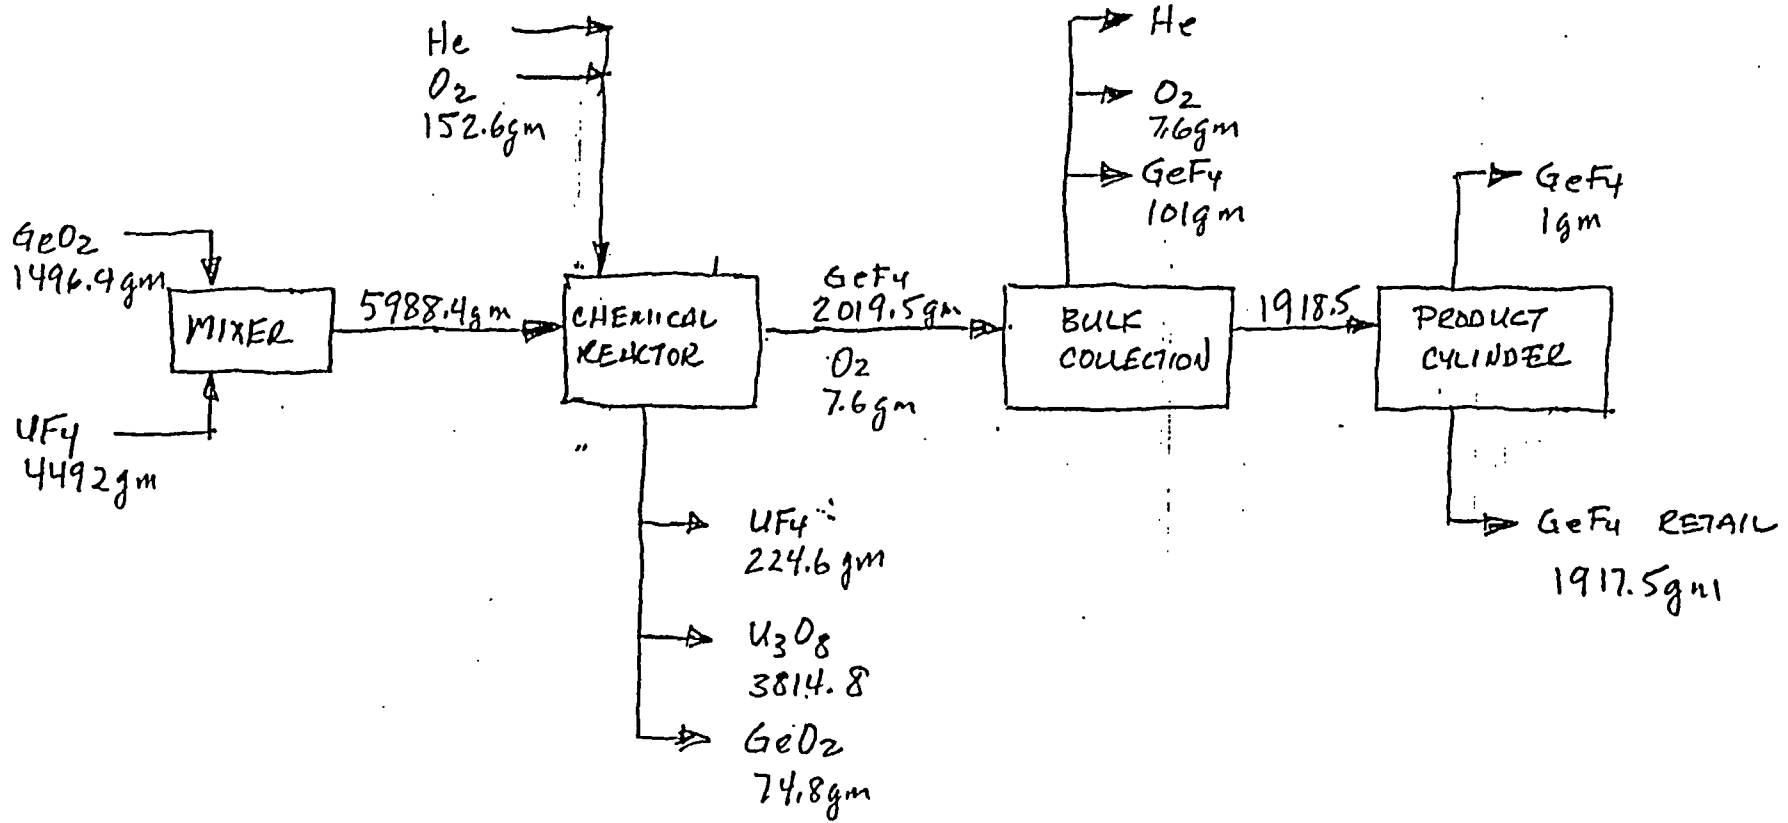 He
O2
152.6gm
He
O2
7.6gm
GeF4
101gm
GeF4
1gm
GeO2
1496.4gm
MIXER
5988.4gm
UF4
4492gm
CHEMICAL
REACTOR
GeF4
2019.5gm
O2
7.6gm
BULK
COLLECTION
1918.5
PRODUCT
CYLINDER
GeF4 RETAIL
1917.5gm
UF4
224.6gm
U3O8
3814.8
GeO2
74.8gm